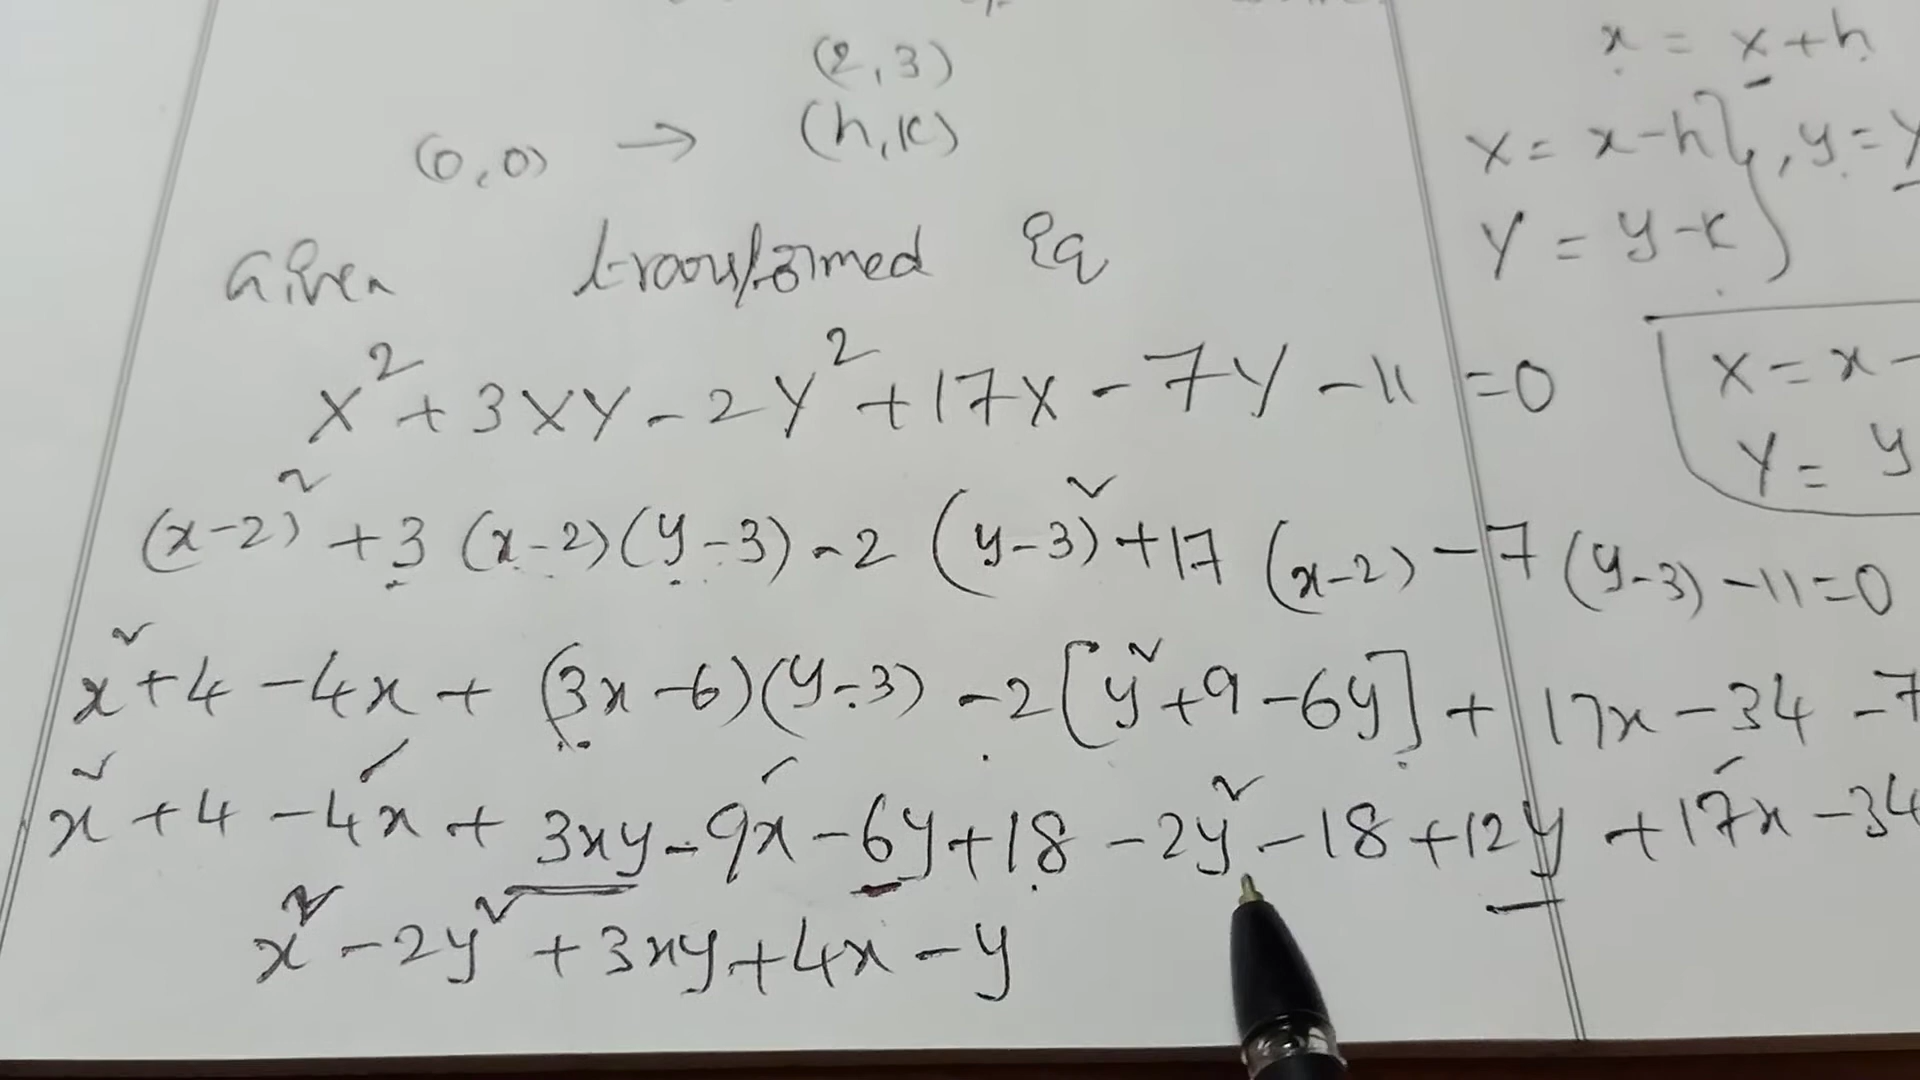 (2,3)
(0,0) → (h,k)
Given transformed Eq
X² + 3XY - 2Y² + 17X - 7Y - 11 = 0
(x-2)² + 3 (x-2)(y-3) - 2 (y-3)² + 17 (x-2) - 7 (y-3) - 11 = 0
x² + 4 - 4x + (3x - 6)(y - 3) - 2 [y² + 9 - 6y] + 17x - 34 - 7
x² + 4 - 4x + 3xy - 9x - 6y + 18 - 2y² - 18 + 12y + 17x - 34
x² - 2y² + 3xy + 4x - y
x = X + h
X = x - h}, y = Y
Y = y - k
X = x -
Y = y